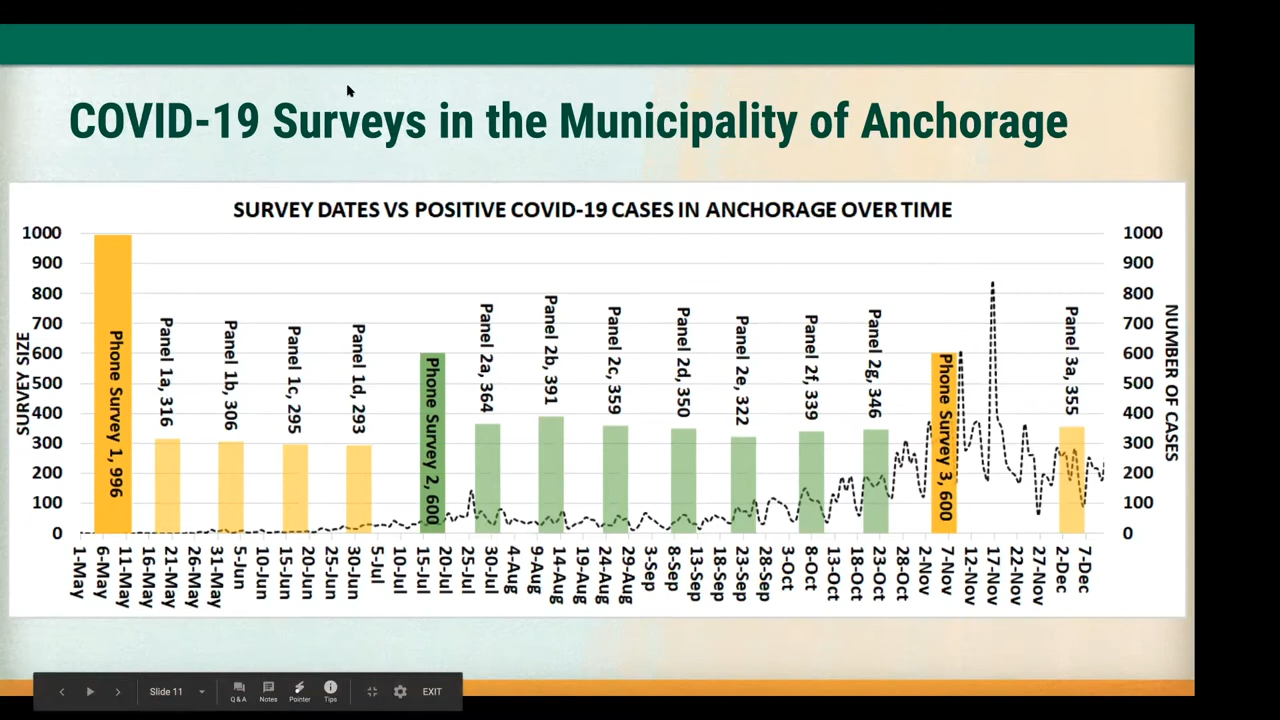 COVID-19 Surveys in the Municipality of Anchorage
SURVEY DATES VS POSITIVE COVID-19 CASES IN ANCHORAGE OVER TIME
SURVEY SIZE
1000
900
800
700
600
500
400
300
200
100
0
Phone Survey 1, 996
Panel 1a, 316
Panel 1b, 306
Panel 1c, 295
Panel 1d, 293
Phone Survey 2, 600
Panel 2a, 364
Panel 2b, 391
Panel 2c, 359
Panel 2d, 350
Panel 2e, 322
Panel 2f, 339
Panel 2g, 346
Phone Survey 3, 600
Panel 3a, 355
1000
900
800
700
600
500
400
300
200
100
0
NUMBER OF CASES
1-May
6-May
11-May
16-May
21-May
26-May
31-May
5-Jun
10-Jun
15-Jun
20-Jun
25-Jun
30-Jun
5-Jul
10-Jul
15-Jul
20-Jul
25-Jul
30-Jul
4-Aug
9-Aug
14-Aug
19-Aug
24-Aug
29-Aug
3-Sep
8-Sep
13-Sep
18-Sep
23-Sep
28-Sep
3-Oct
8-Oct
13-Oct
18-Oct
23-Oct
28-Oct
2-Nov
7-Nov
12-Nov
17-Nov
22-Nov
27-Nov
2-Dec
7-Dec
Slide 11
Q&A
Notes
Pointer
Tips
EXIT